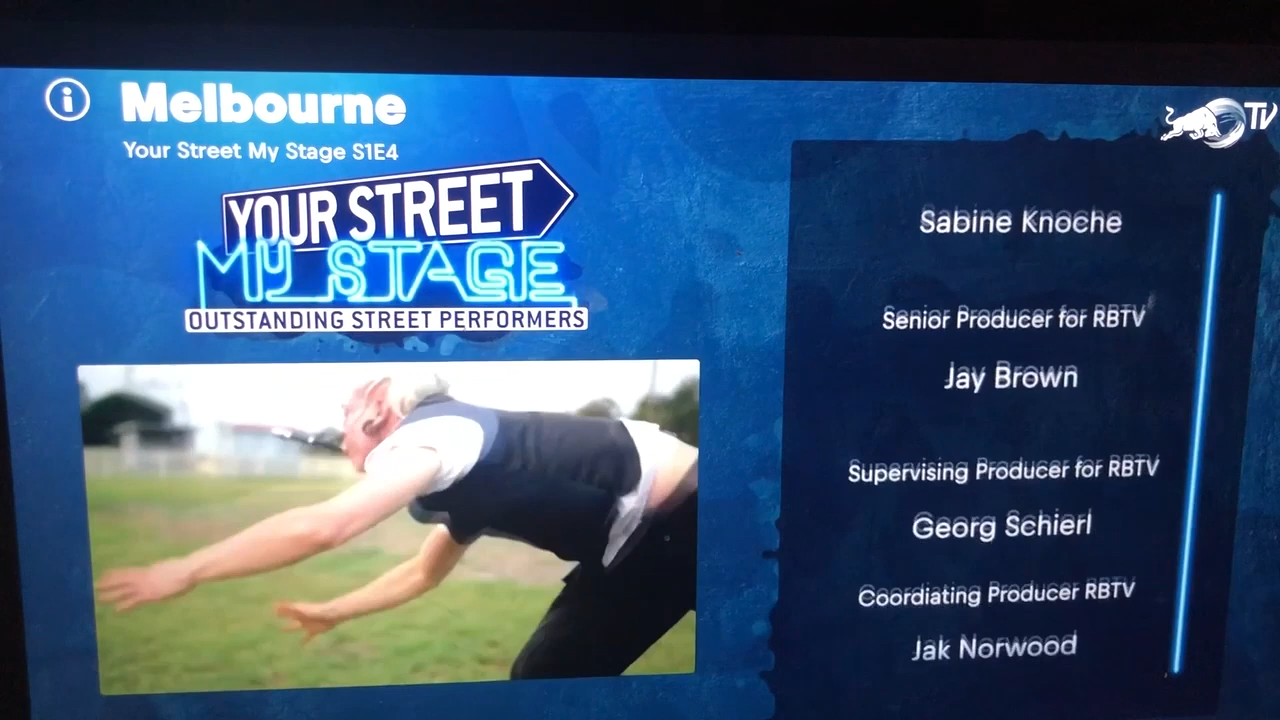 Melbourne
Your Street My Stage S1E4
YOUR STREET
MY STAGE
OUTSTANDING STREET PERFORMERS
TV
Sabine Knoche
Senior Producer for RBTV
Jay Brown
Supervising Producer for RBTV
Georg Schierl
Coordiating Producer RBTV
Jak Norwood